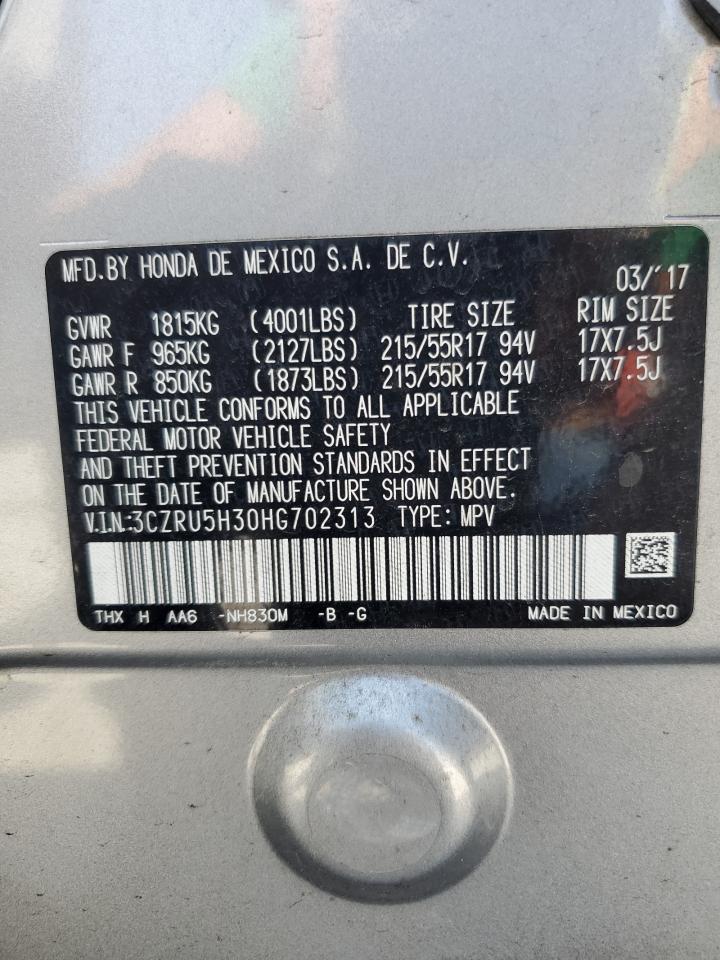 MFD.BY HONDA DE MEXICO S.A. DE C.V.
03/'17
GVWR 1815KG (4001LBS) TIRE SIZE RIM SIZE
GAWR F 965KG (2127LBS) 215/55R17 94V 17X7.5J
GAWR R 850KG (1873LBS) 215/55R17 94V 17X7.5J
THIS VEHICLE CONFORMS TO ALL APPLICABLE
FEDERAL MOTOR VEHICLE SAFETY
AND THEFT PREVENTION STANDARDS IN EFFECT
ON THE DATE OF MANUFACTURE SHOWN ABOVE.
V.I.N.:3CZRU5H30HG702313 TYPE: MPV
THX H AA6 -NH830M -B -G MADE IN MEXICO